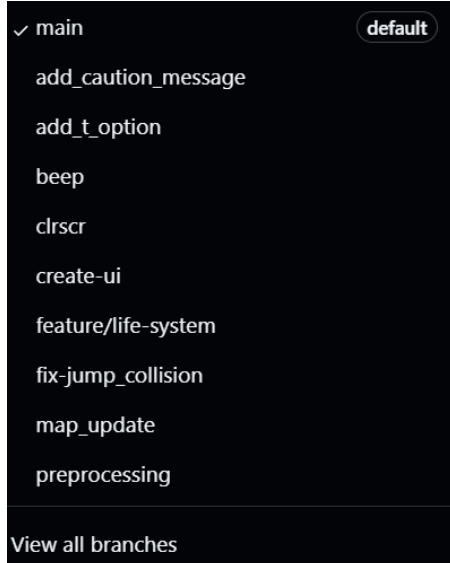 main default
add_caution_message
add_t_option
beep
clrscr
create-ui
feature/life-system
fix-jump_collision
map_update
preprocessing
View all branches